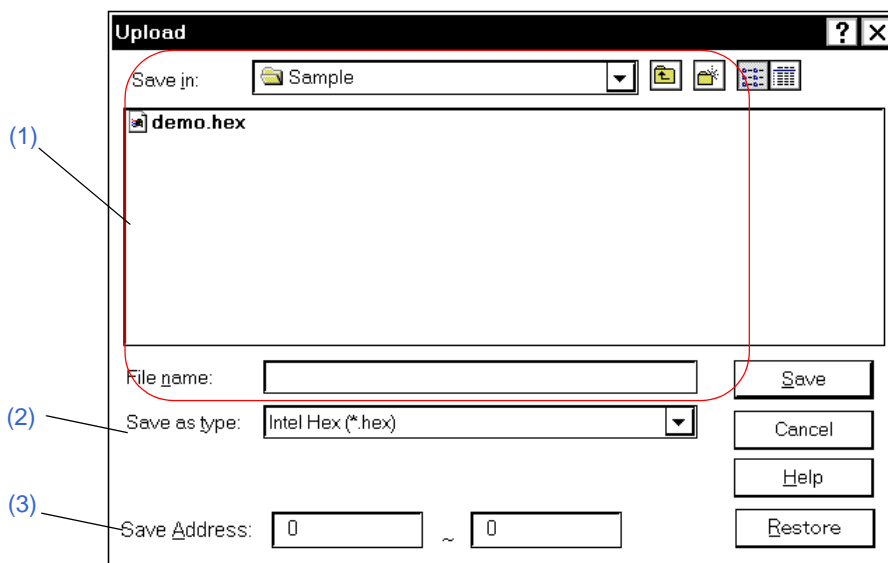 Upload
Save in: Sample
demo.hex
(1)
File name:
Save
(2)
Save as type: Intel Hex (*.hex)
Cancel
Help
(3)
Save Address: 0 ~ 0
Restore